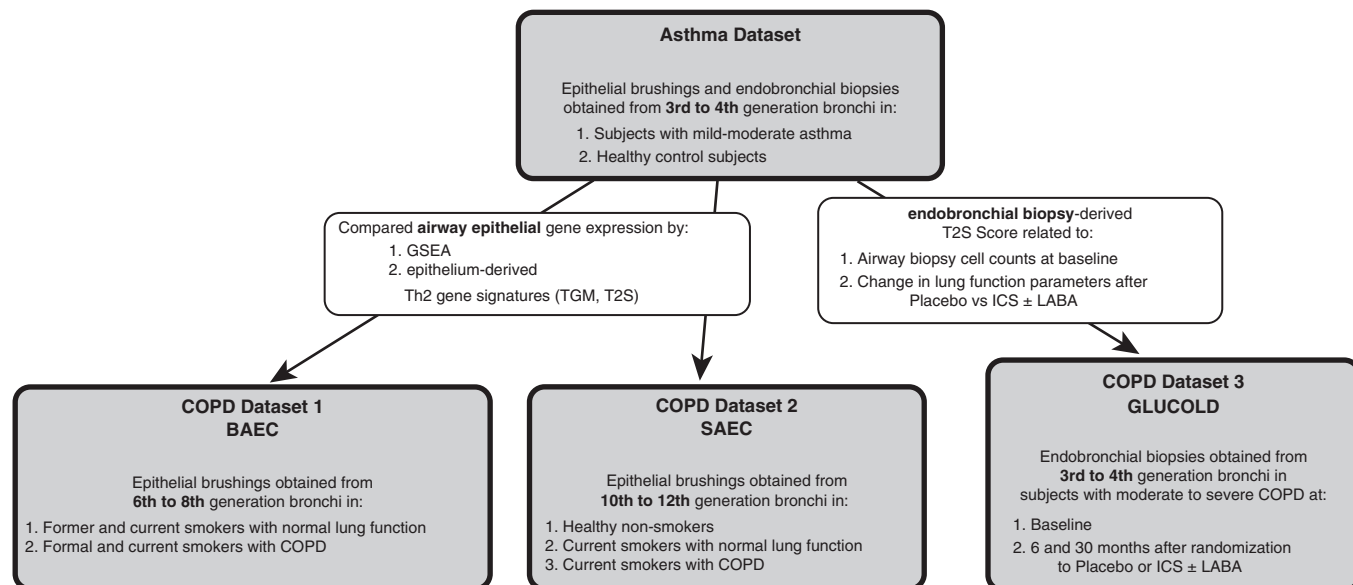 Asthma Dataset
Epithelial brushings and endobronchial biopsies
obtained from 3rd to 4th generation bronchi in:
1. Subjects with mild-moderate asthma
2. Healthy control subjects
Compared airway epithelial gene expression by:
1. GSEA
2. epithelium-derived
Th2 gene signatures (TGM, T2S)
endobronchial biopsy-derived
T2S Score related to:
1. Airway biopsy cell counts at baseline
2. Change in lung function parameters after
Placebo vs ICS ± LABA
COPD Dataset 1
BAEC
Epithelial brushings obtained from
6th to 8th generation bronchi in:
1. Former and current smokers with normal lung function
2. Formal and current smokers with COPD
COPD Dataset 2
SAEC
Epithelial brushings obtained from
10th to 12th generation bronchi in:
1. Healthy non-smokers
2. Current smokers with normal lung function
3. Current smokers with COPD
COPD Dataset 3
GLUCOLD
Endobronchial biopsies obtained from
3rd to 4th generation bronchi in
subjects with moderate to severe COPD at:
1. Baseline
2. 6 and 30 months after randomization
to Placebo or ICS ± LABA